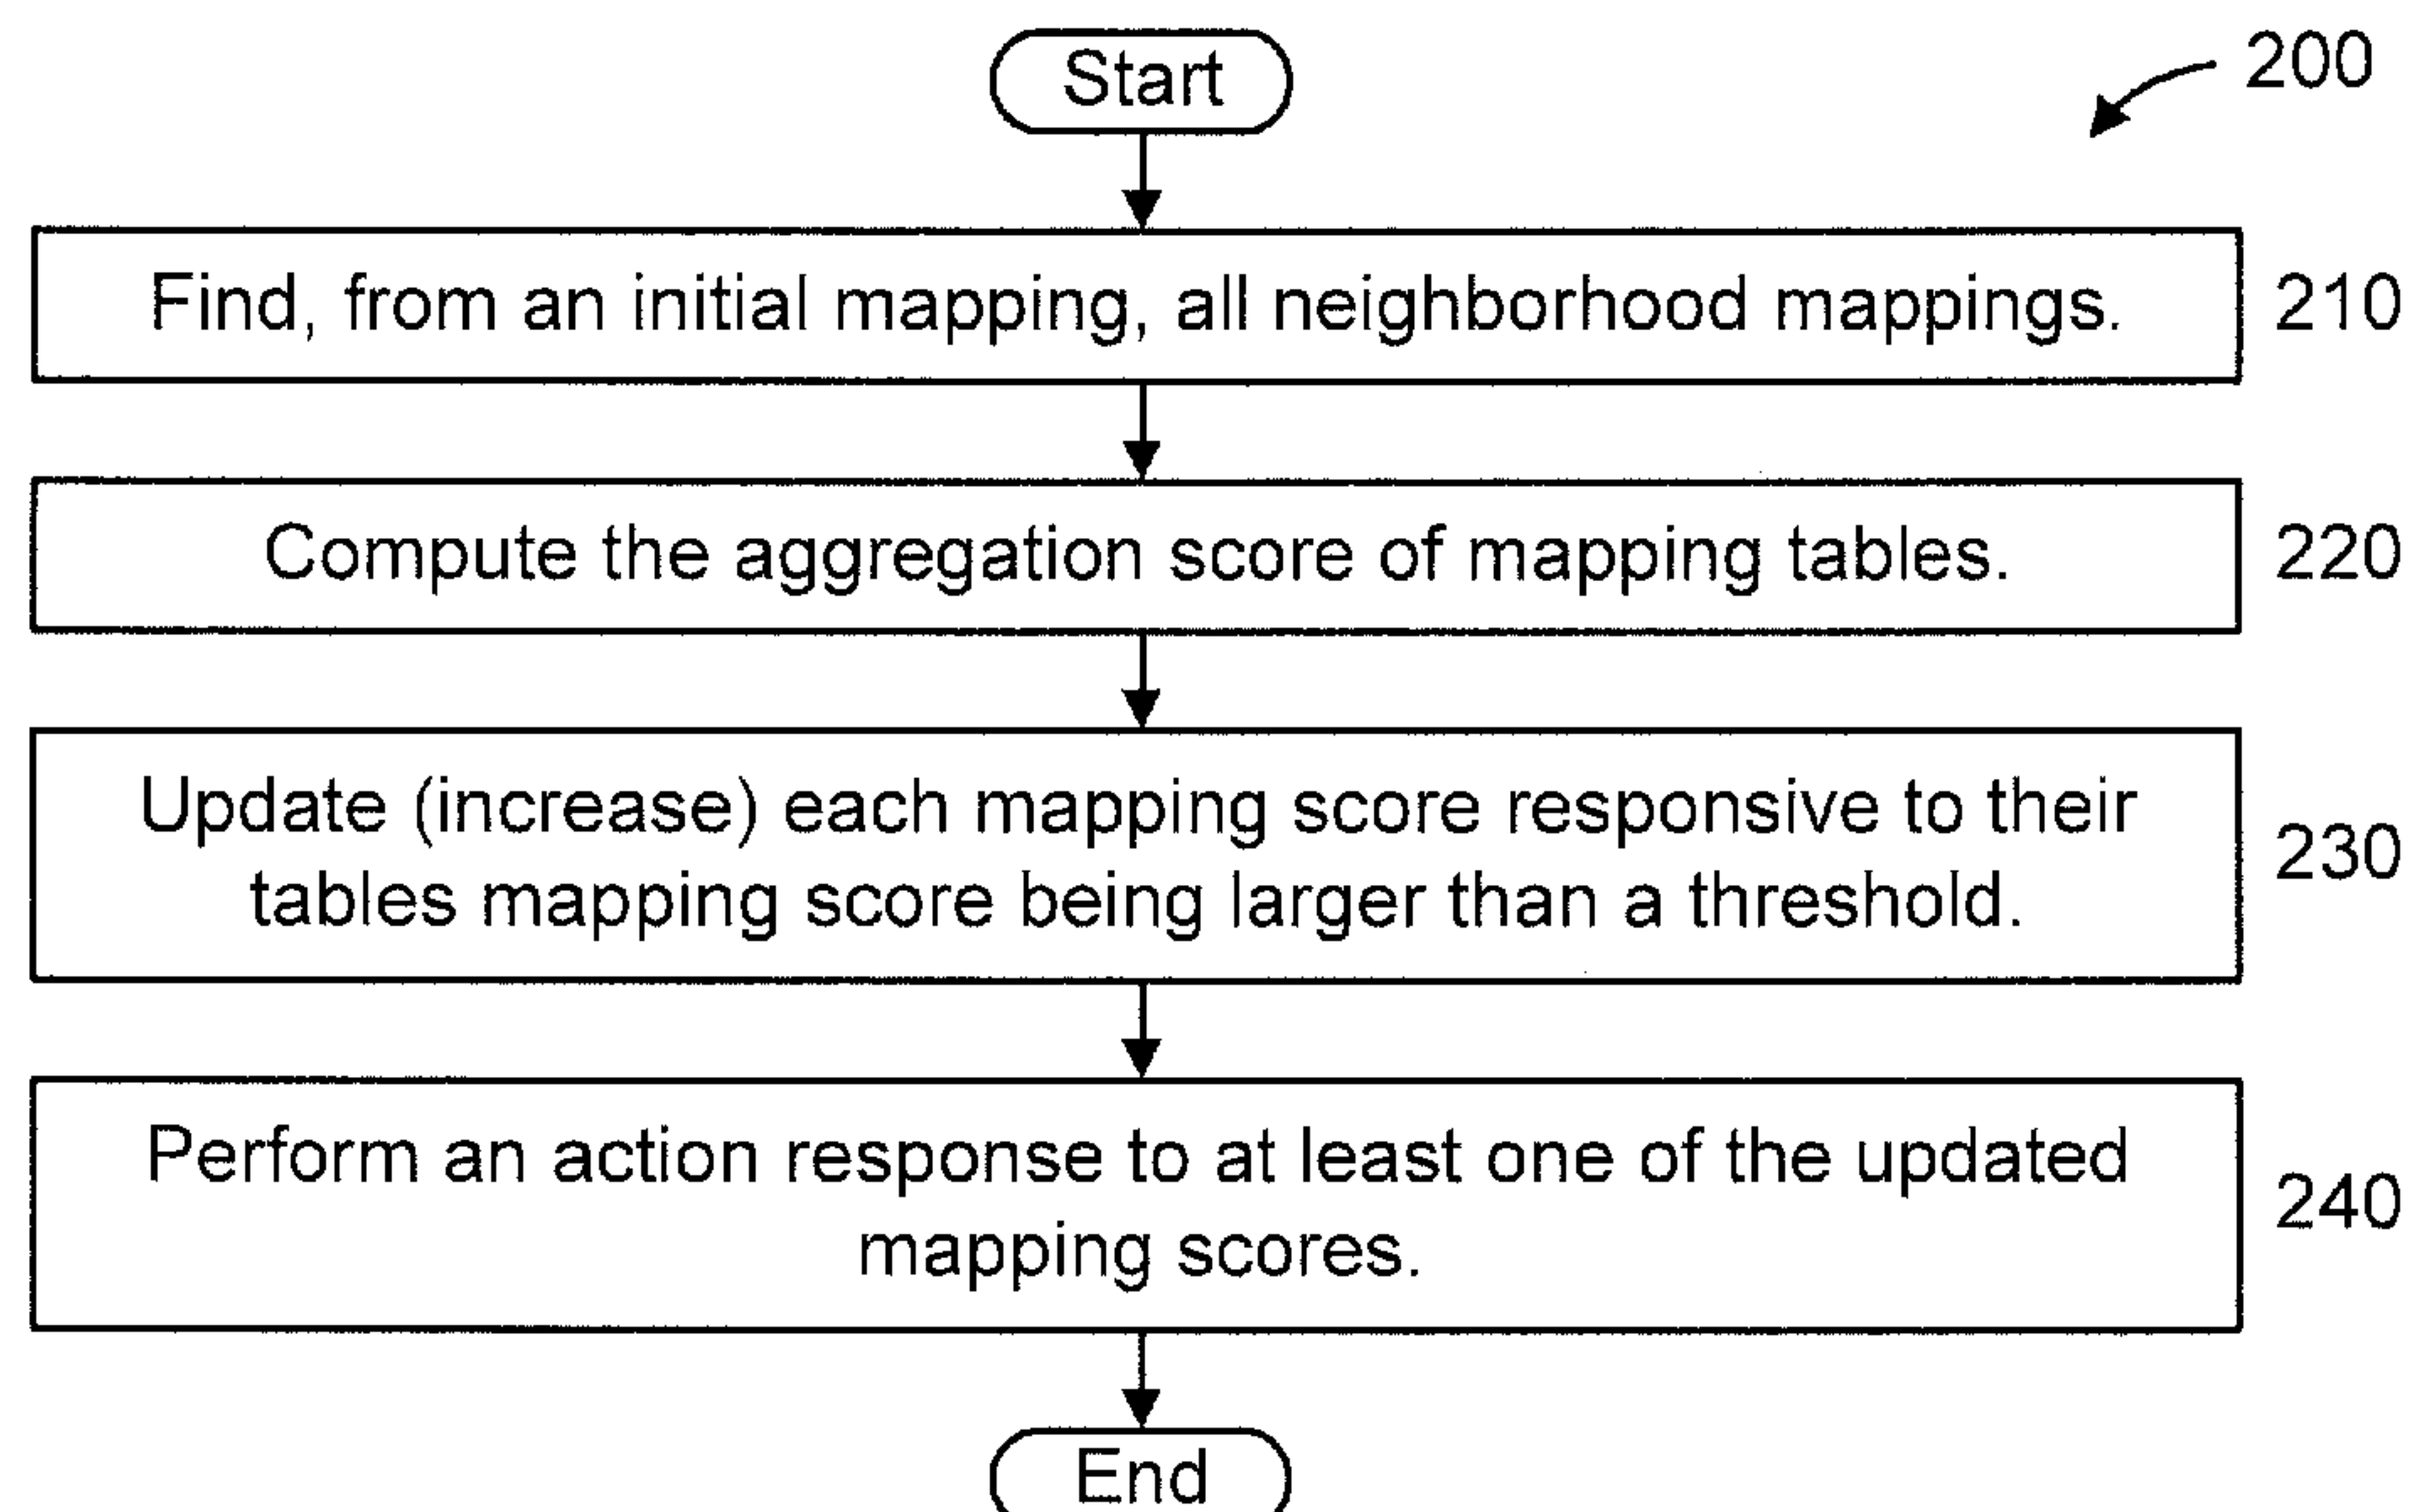 Start
200
Find, from an initial mapping, all neighborhood mappings.
210
Compute the aggregation score of mapping tables.
220
Update (increase) each mapping score responsive to their
tables mapping score being larger than a threshold.
230
Perform an action response to at least one of the updated
mapping scores.
240
End